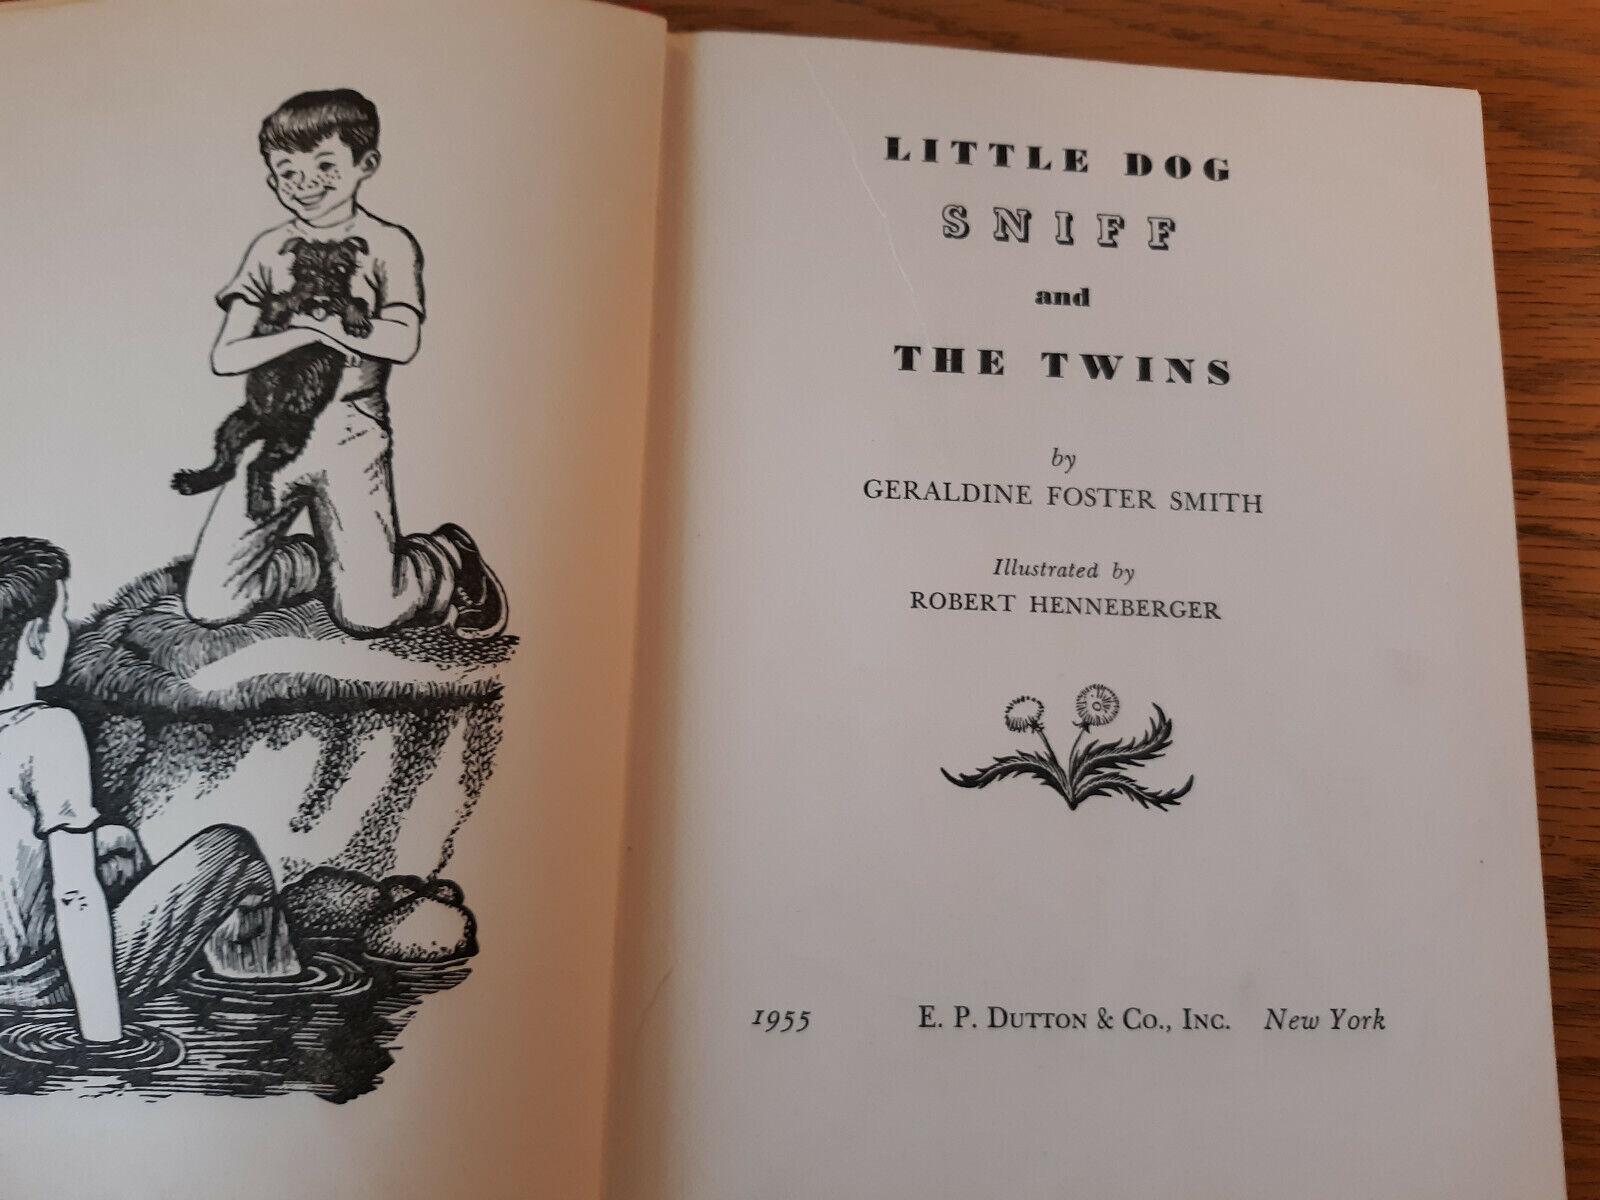 LITTLE DOG
SNIFF
and
THE TWINS
by
GERALDINE FOSTER SMITH
Illustrated by
ROBERT HENNEBERGER
1955 E. P. DUTTON & CO., INC. New York